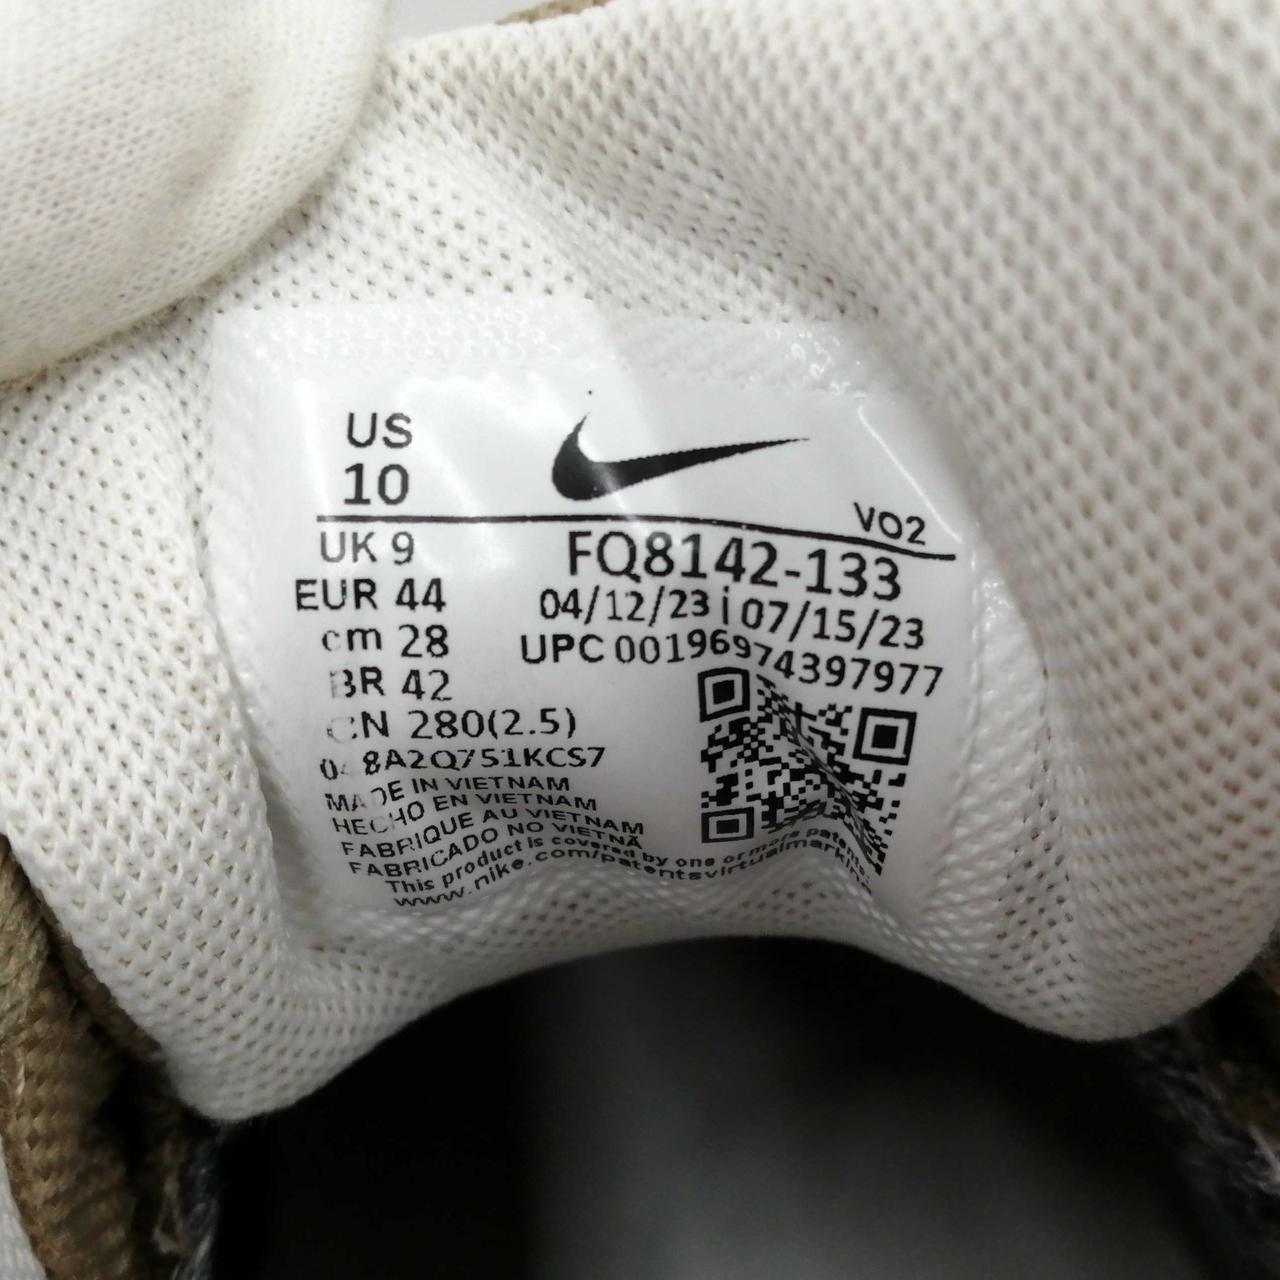 US
10
VO2
UK 9
EUR 44
cm 28
BR 42
CN 280(2.5)
FQ8142-133
04/12/23 i 07/15/23
UPC 00196974397977
8A2Q751KCS7
MADE IN VIETNAM
HECHO EN VIETNAM
FABRIQUE AU VIETNAM
FABRICADO NO VIETNÃ
This product is covered by one or more patents.
www.nike.com/patentsvirtualmarking